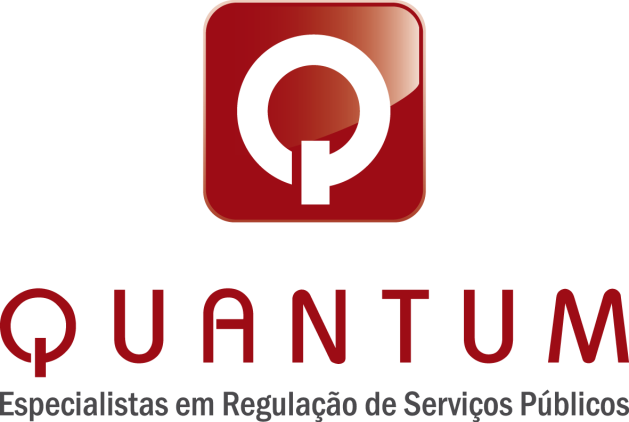 Q
QUANTUM
Especialistas em Regulação de Serviços Públicos